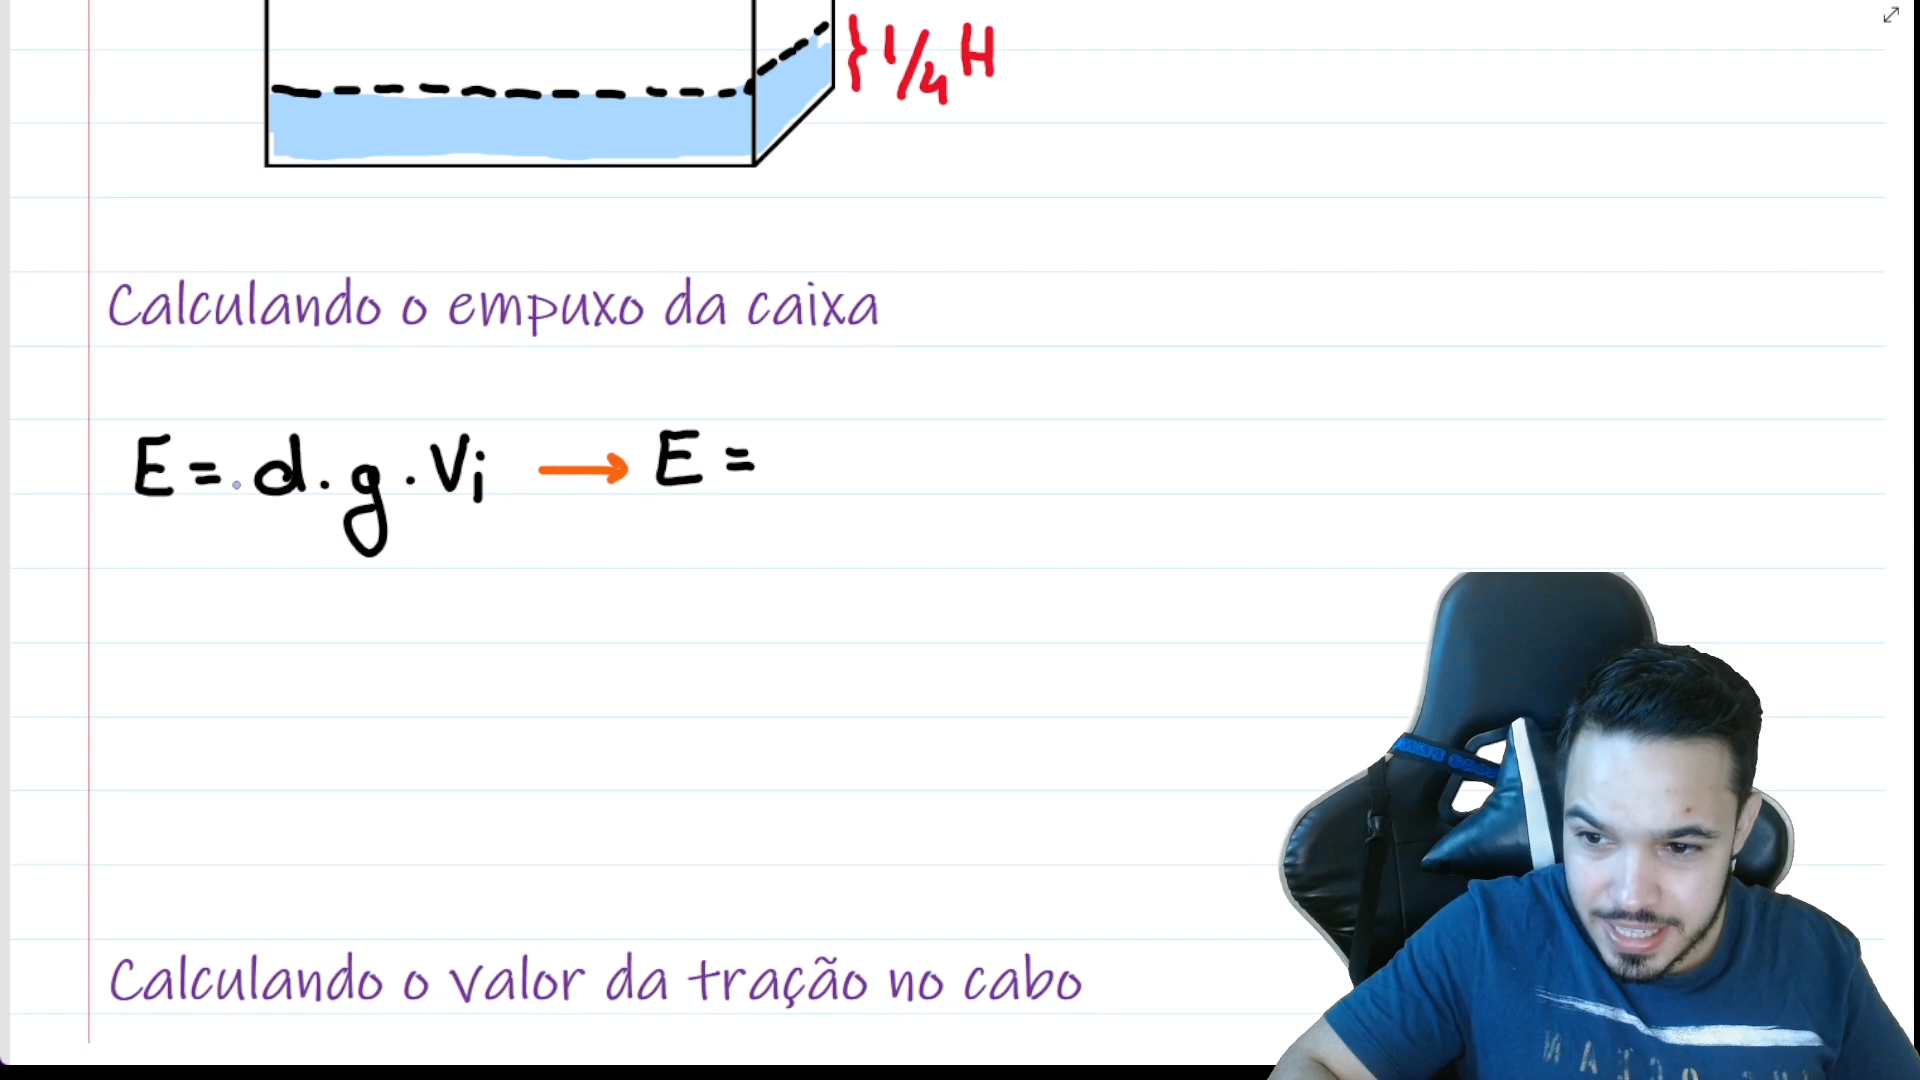 }1/4 H
Calculando o empuxo da caixa
E = d . g . Vi → E =
Calculando o valor da tração no cabo